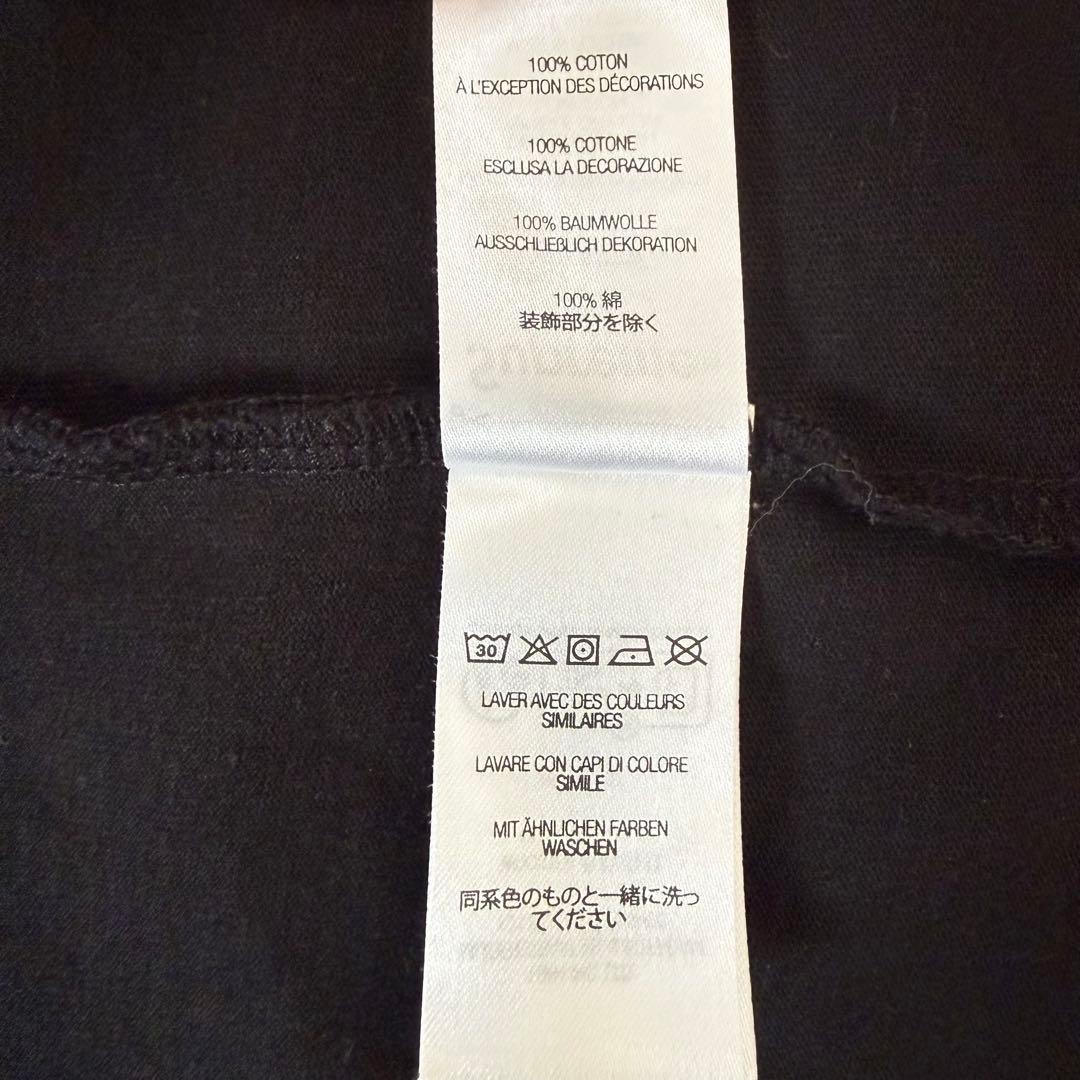 100% COTON
À L'EXCEPTION DES DÉCORATIONS
100% COTONE
ESCLUSA LA DECORAZIONE
100% BAUMWOLLE
AUSSCHLIEßLICH DEKORATION
100% 綿
装飾部分を除く
30
LAVER AVEC DES COULEURS
SIMILAIRES
LAVARE CON CAPI DI COLORE
SIMILE
MIT ÄHNLICHEN FARBEN
WASCHEN
同系色のものと一緒に洗っ
てください